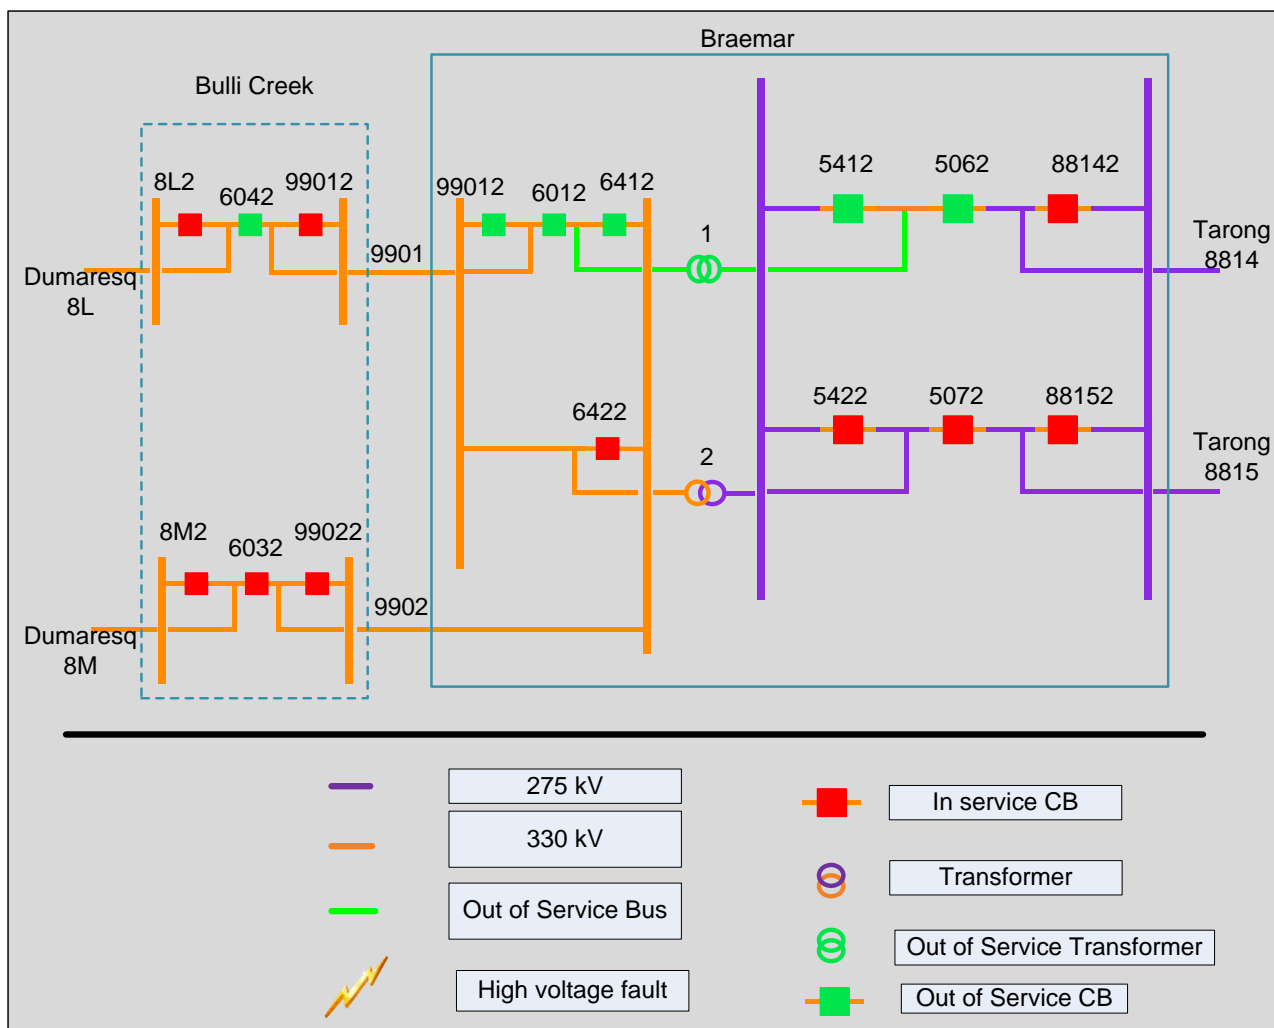 Braemar
Bulli Creek
8L2
6042
99012
99012
6012
6412
5412
5062
88142
1
Dumaresq
8L
9901
Tarong
8814
6422
2
5422
5072
88152
Tarong
8815
8M2
6032
99022
9902
Dumaresq
8M
275 kV
In service CB
330 kV
Transformer
Out of Service Bus
Out of Service Transformer
High voltage fault
Out of Service CB